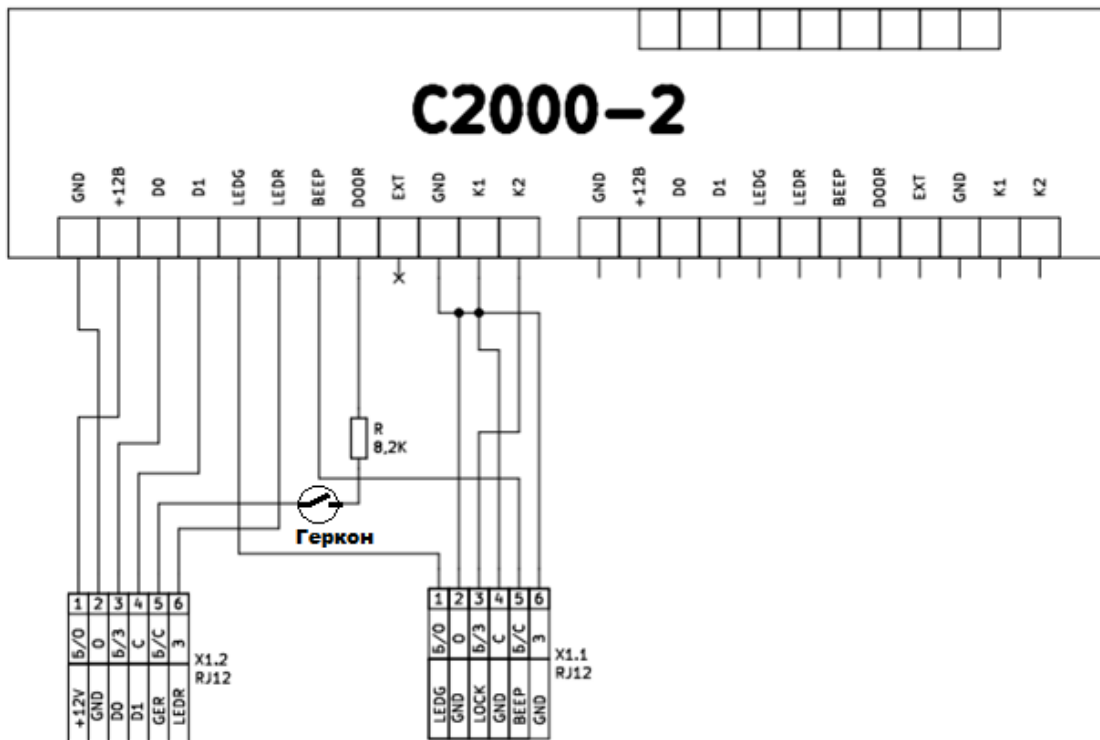 С2000-2
GND +12В D0 D1 LEDG LEDR BEEP DOOR EXT GND K1 K2
GND +12В D0 D1 LEDG LEDR BEEP DOOR EXT GND K1 K2
R
8,2К
Геркон
1 2 3 4 5 6
Б/О О Б/З С Б/С З
X1.2
RJ12
+12V GND D0 D1 GER LEDR
1 2 3 4 5 6
Б/О О Б/З С Б/С З
X1.1
RJ12
LEDG GND LOCK GND BEEP GND